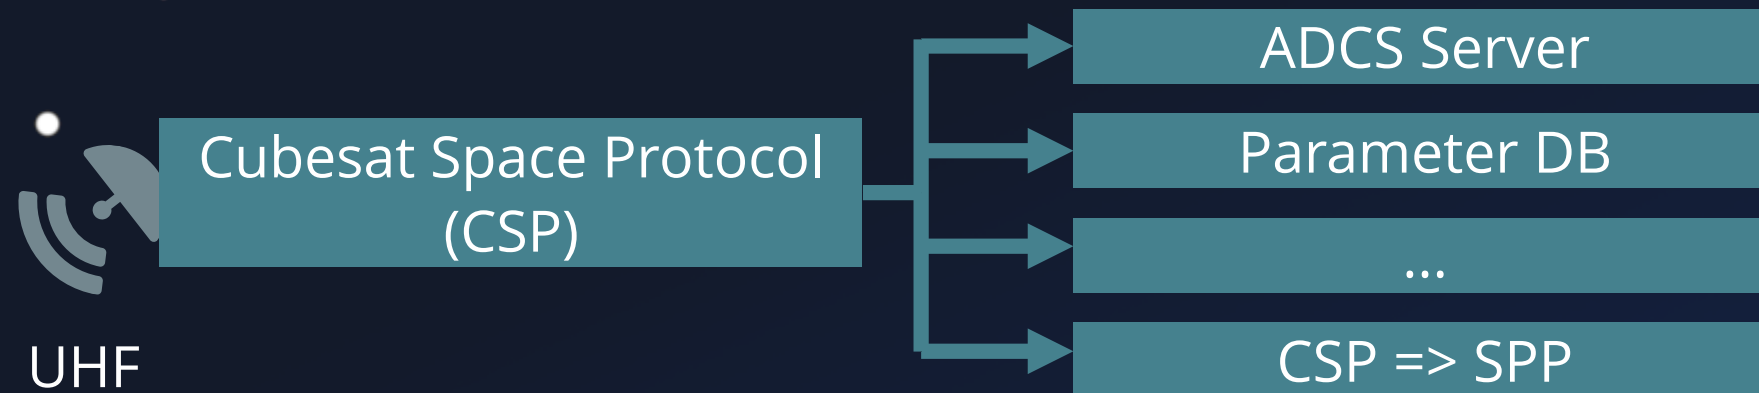 Cubesat Space Protocol
(CSP)
UHF
ADCS Server
Parameter DB
...
CSP => SPP